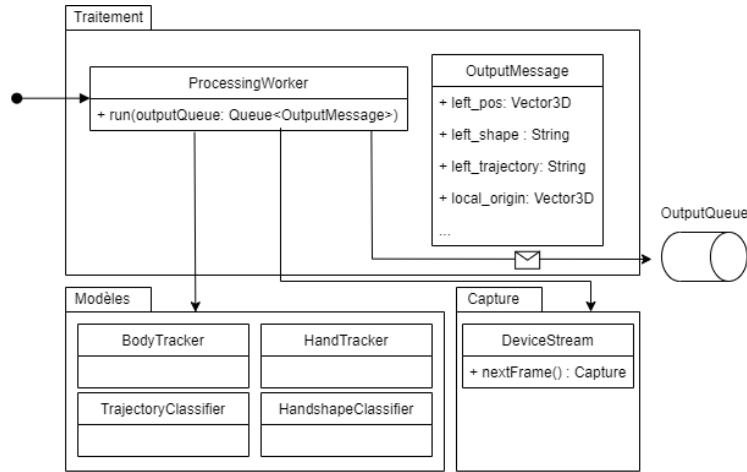 Traitement
ProcessingWorker
+ run(outputQueue: Queue<OutputMessage>)
OutputMessage
+ left_pos: Vector3D
+ left_shape : String
+ left_trajectory: String
+ local_origin: Vector3D
...
OutputQueue
Modèles
BodyTracker
HandTracker
TrajectoryClassifier
HandshapeClassifier
Capture
DeviceStream
+ nextFrame() : Capture